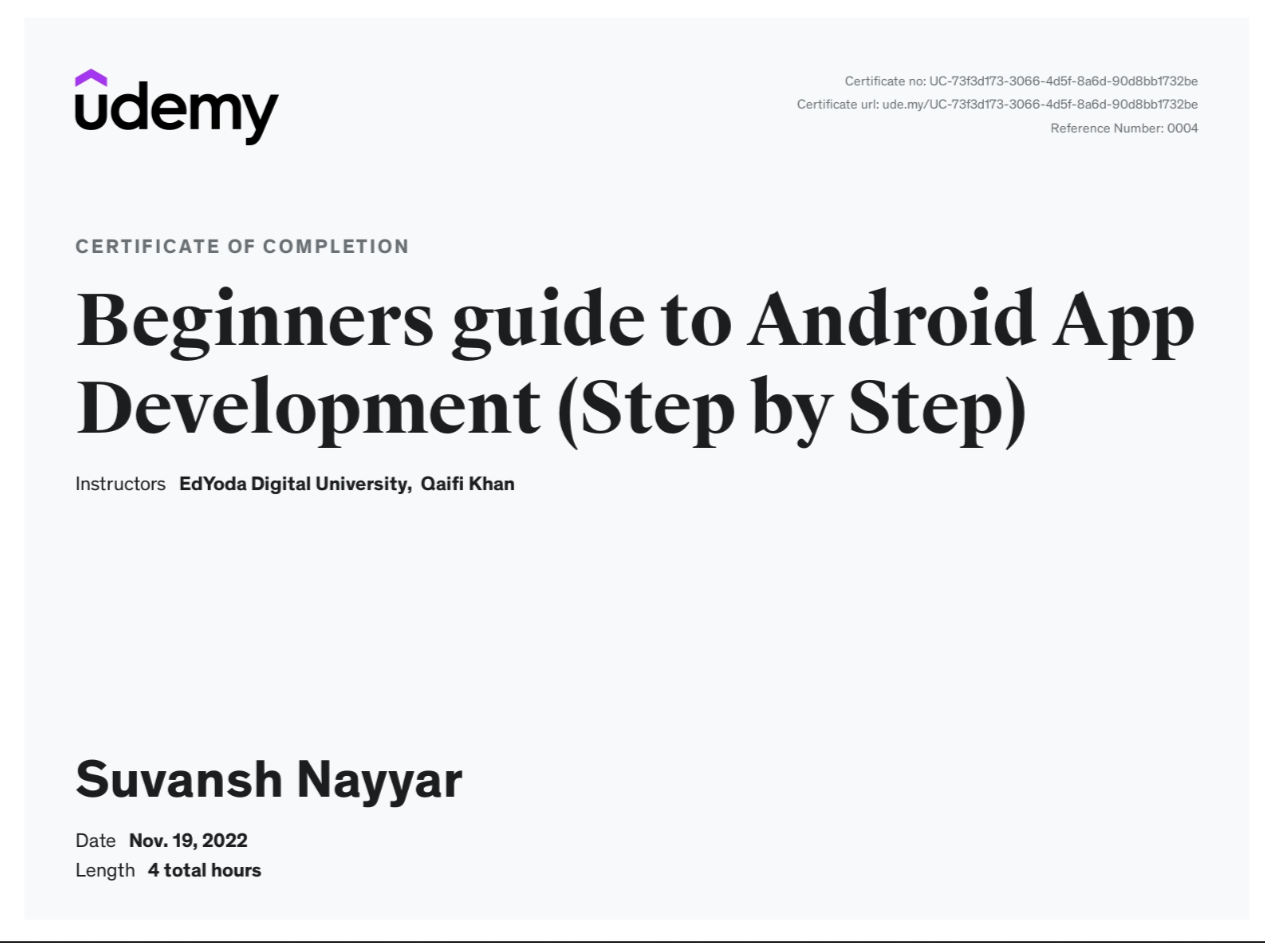 udemy
Certificate no: UC-73f3d173-3066-4d5f-8a6d-90d8bb1732be
Certificate url: ude.my/UC-73f3d173-3066-4d5f-8a6d-90d8bb1732be
Reference Number: 0004
CERTIFICATE OF COMPLETION
Beginners guide to Android App
Development (Step by Step)
Instructors EdYoda Digital University, Qaifi Khan
Suvansh Nayyar
Date Nov. 19, 2022
Length 4 total hours